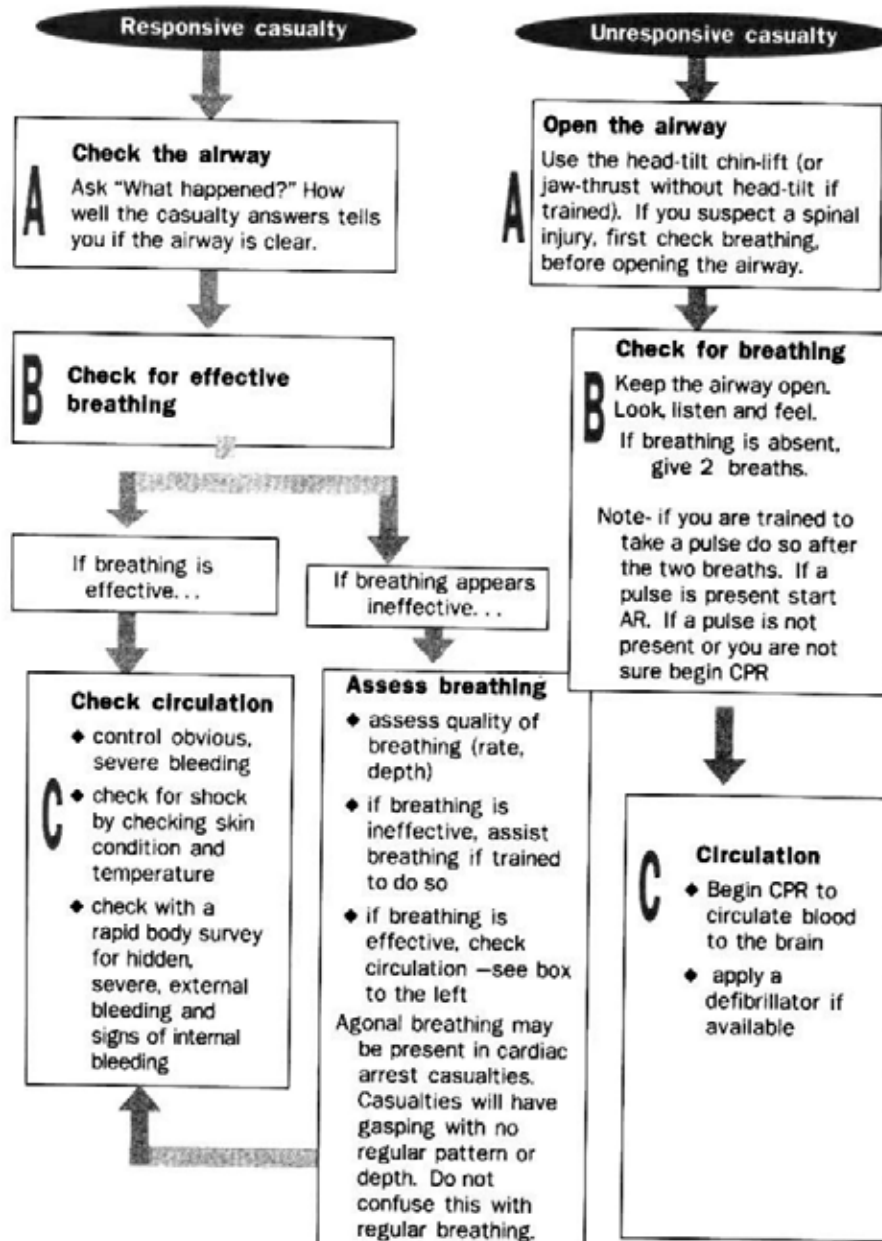 Responsive casualty
A
Check the airway
Ask "What happened?" How
well the casualty answers tells
you if the airway is clear.
B
Check for effective
breathing
If breathing is
effective. . .
If breathing appears
ineffective. . .
C
Check circulation
◆ control obvious,
severe bleeding
◆ check for shock
by checking skin
condition and
temperature
◆ check with a
rapid body survey
for hidden,
severe, external
bleeding and
signs of internal
bleeding
Assess breathing
◆ assess quality of
breathing (rate,
depth)
◆ if breathing is
ineffective, assist
breathing if trained
to do so
◆ if breathing is
effective, check
circulation —see box
to the left
Agonal breathing may
be present in cardiac
arrest casualties.
Casualties will have
gasping with no
regular pattern or
depth. Do not
confuse this with
regular breathing.
Unresponsive casualty
A
Open the airway
Use the head-tilt chin-lift (or
jaw-thrust without head-tilt if
trained). If you suspect a spinal
injury, first check breathing,
before opening the airway.
B
Check for breathing
Keep the airway open.
Look, listen and feel.
If breathing is absent,
give 2 breaths.
Note- if you are trained to
take a pulse do so after
the two breaths. If a
pulse is present start
AR. If a pulse is not
present or you are not
sure begin CPR
C
Circulation
◆ Begin CPR to
circulate blood
to the brain
◆ apply a
defibrillator if
available